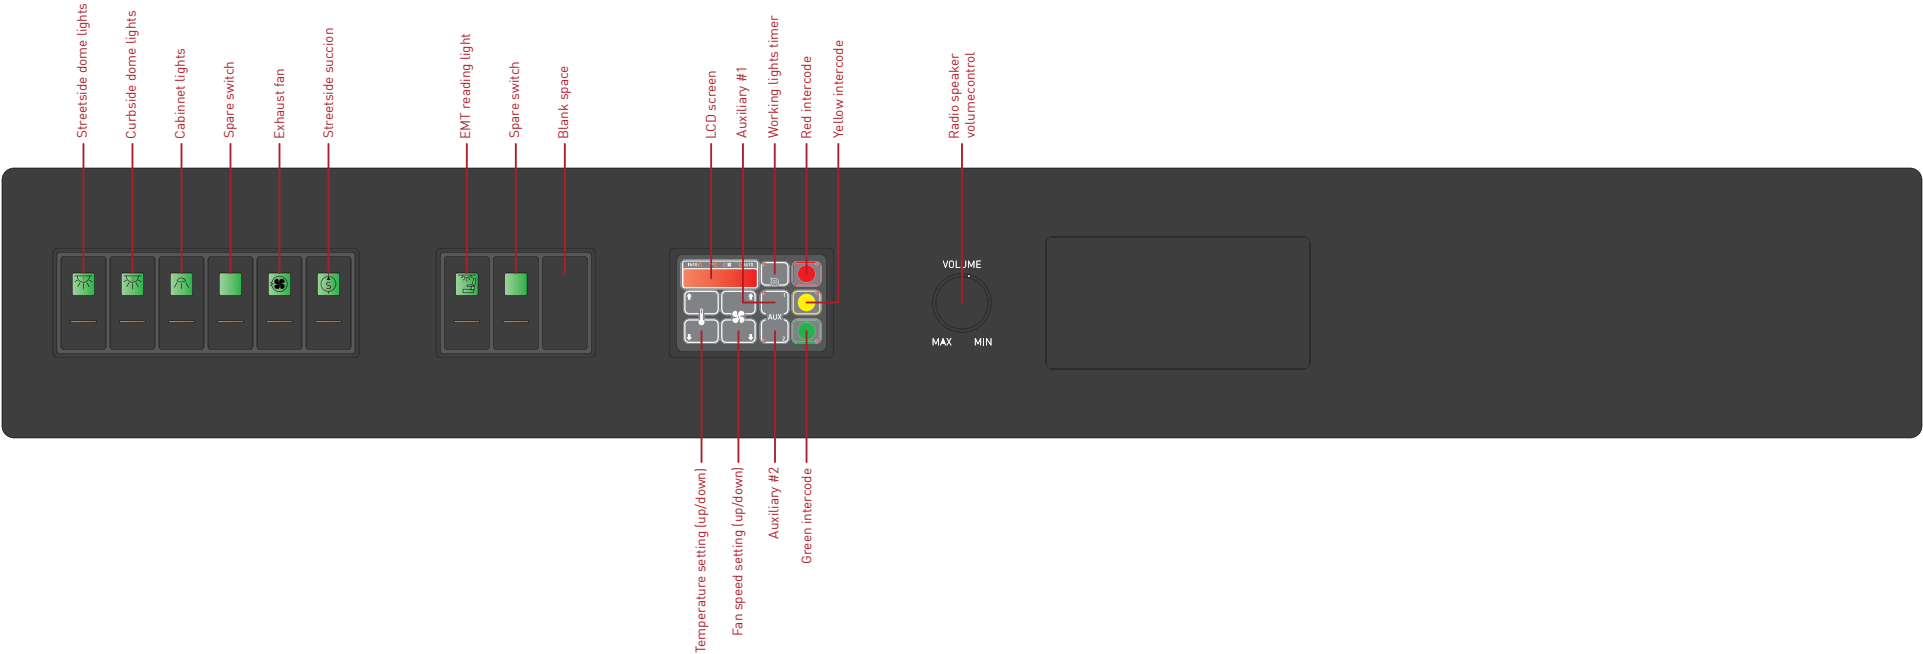 Streetside dome lights
Curbside dome lights
Cabinnet lights
Spare switch
Exhaust fan
Streetside succion
EMT reading light
Spare switch
Blank space
LCD screen
Auxiliary #1
Working lights timer
Red intercode
Yellow intercode
Radio speaker
volumecontrol
S
INFO
AUTO
AUX
VOLUME
MAX
MIN
Temperature setting (up/down)
Fan speed setting (up/down)
Auxiliary #2
Green intercode